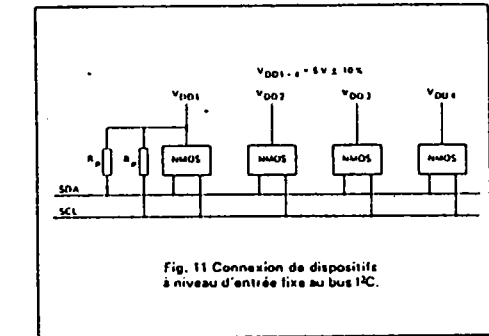 VDD1-4 = 5V ± 10%
VDD1 VDD2 VDD3 VDD4
Rp Rp NMOS NMOS NMOS NMOS
SDA
SCL
Fig. 11 Connexion de dispositifs
à niveau d'entrée fixe au bus I²C.